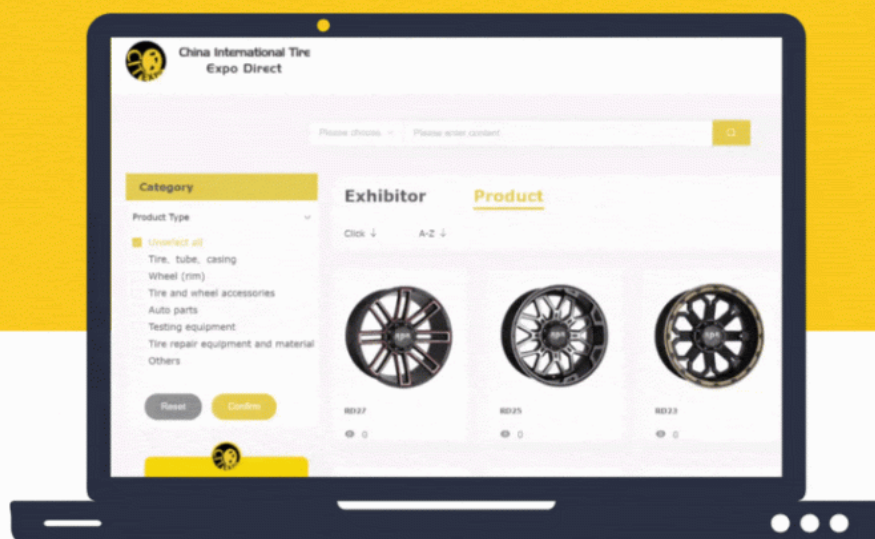 China International Tire
Expo Direct
Please choose
Please enter content
Category
Exhibitor
Product
Product Type
Click ↓
A-Z ↓
Unselect all
Tire, tube, casing
Wheel (rim)
Tire and wheel accessories
Auto parts
Testing equipment
Tire repair equipment and material
Others
Reset
Confirm
RD27
RD25
RD23
0
0
0